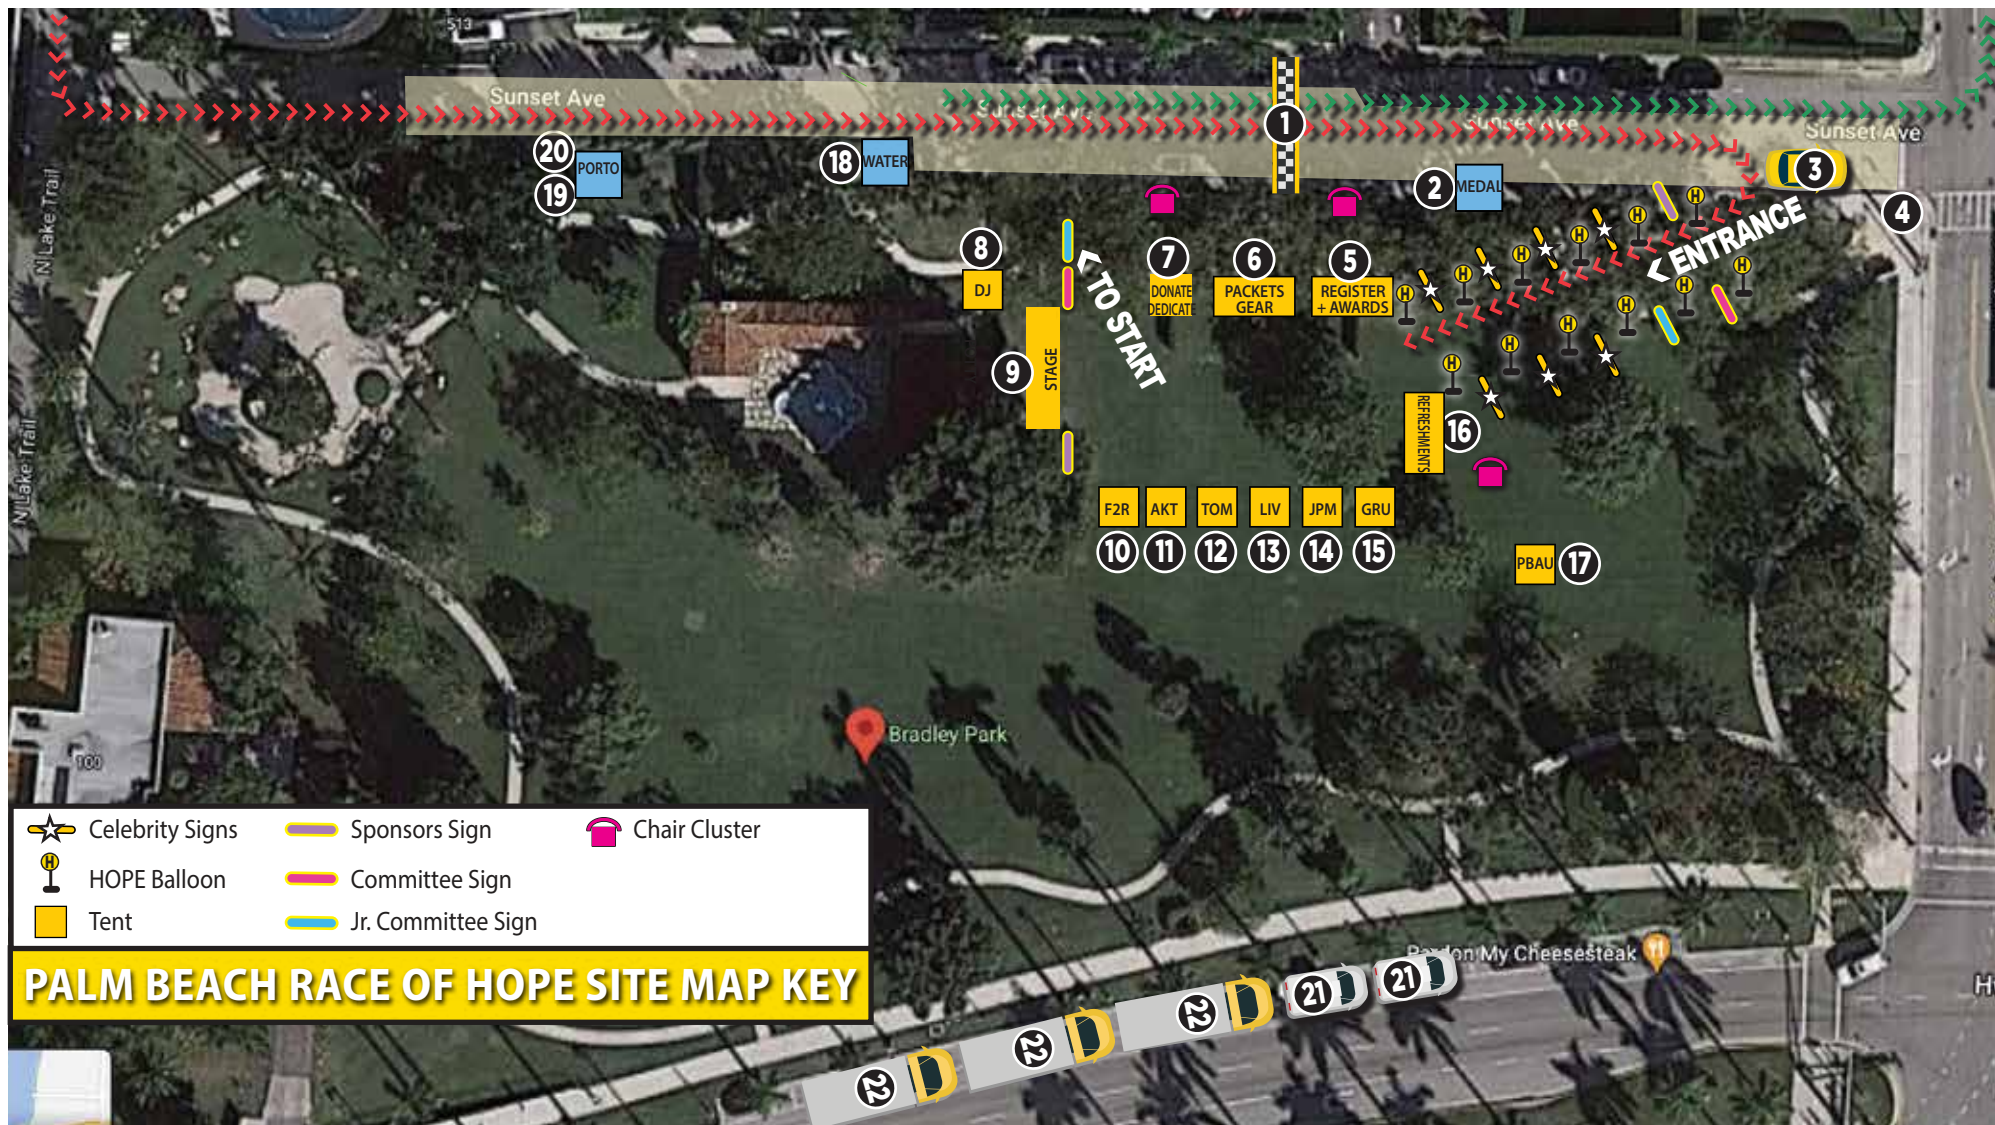 513
Sunset Ave
Sunset Ave
Sunset Ave
Sunset Ave
1
20
PORTO
19
18
WATER
2
MEDAL
3
4
N Lake Trail
8
DJ
7
DONATE
DEDICATE
6
PACKETS
GEAR
5
REGISTER
+ AWARDS
ENTRANCE
H
H
H
H
H
H
H
H
H
H
H
H
TO START
9
STAGE
REFRESHMENTS
16
N Lake Trail
F2R
AKT
TOM
LIV
JPM
GRU
10
11
12
13
14
15
PBAU
17
Bradley Park
100
Celebrity Signs
Sponsors Sign
Chair Cluster
H
HOPE Balloon
Committee Sign
Tent
Jr. Committee Sign
PALM BEACH RACE OF HOPE SITE MAP KEY
Pardon My Cheesesteak
21
21
22
22
22